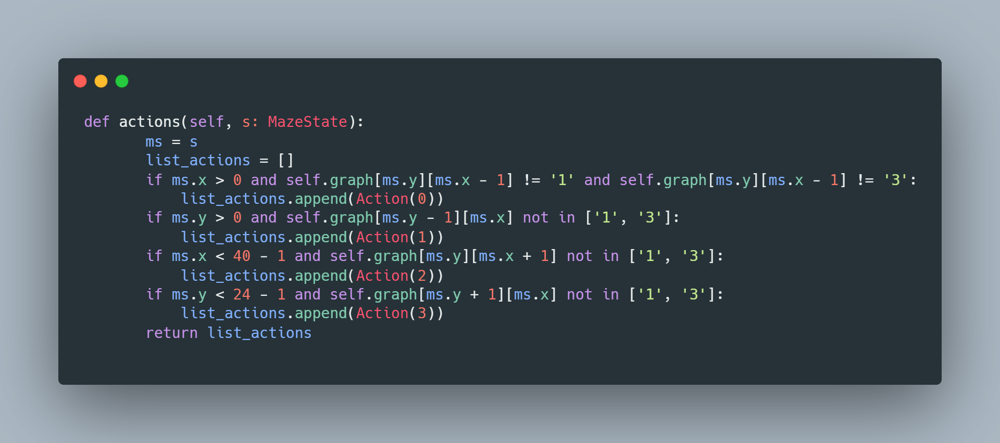 def actions(self, s: MazeState):
       ms = s
       list_actions = []
       if ms.x > 0 and self.graph[ms.y][ms.x - 1] != '1' and self.graph[ms.y][ms.x - 1] != '3':
           list_actions.append(Action(0))
       if ms.y > 0 and self.graph[ms.y - 1][ms.x] not in ['1', '3']:
           list_actions.append(Action(1))
       if ms.x < 40 - 1 and self.graph[ms.y][ms.x + 1] not in ['1', '3']:
           list_actions.append(Action(2))
       if ms.y < 24 - 1 and self.graph[ms.y + 1][ms.x] not in ['1', '3']:
           list_actions.append(Action(3))
       return list_actions